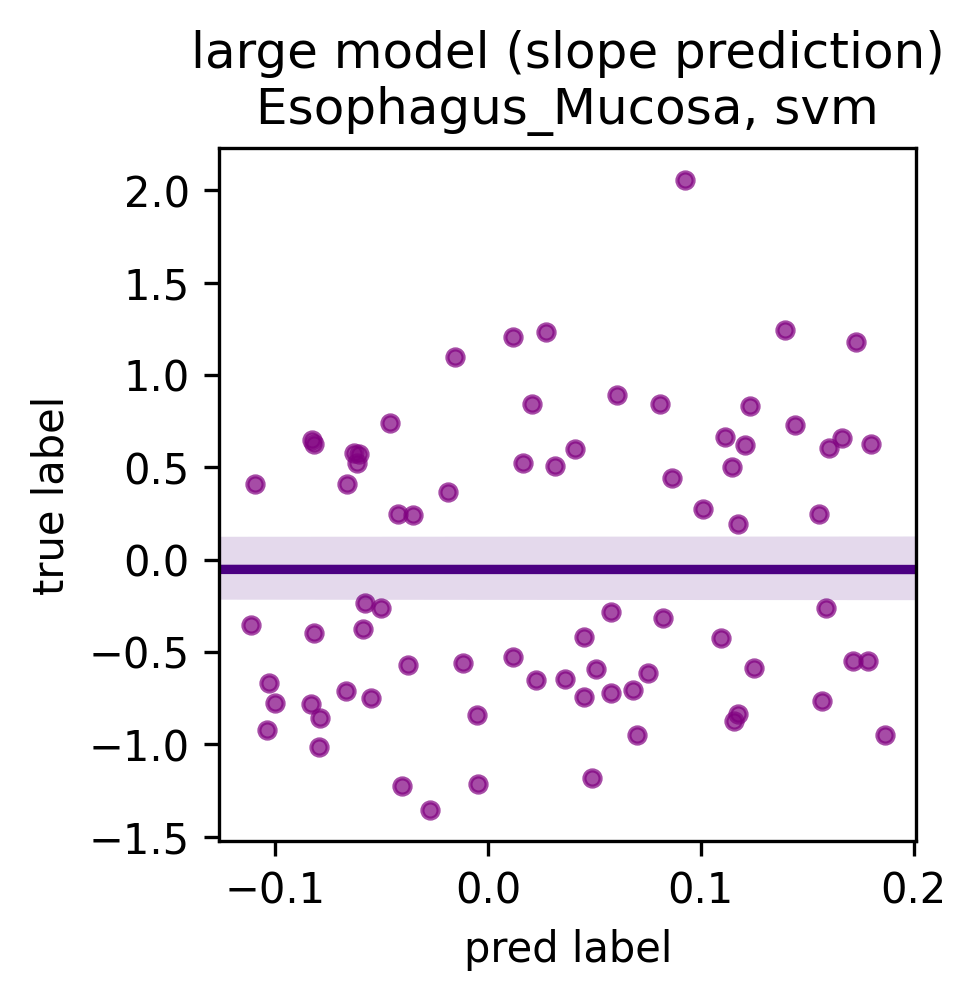 large model (slope prediction)
Esophagus_Mucosa, svm
2.0
1.5
1.0
0.5
0.0
−0.5
−1.0
−1.5
true label
−0.1 0.0 0.1 0.2
pred label